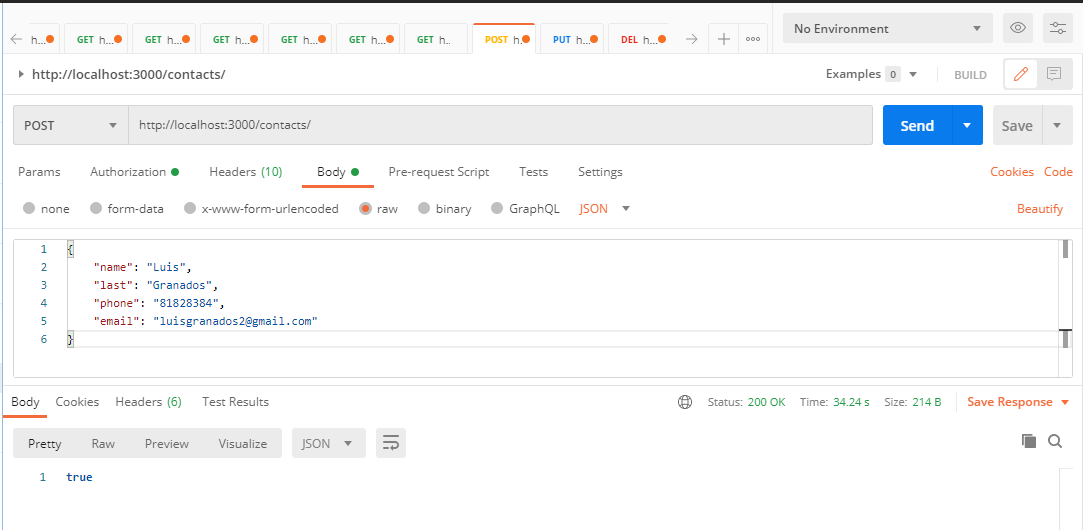 h... GET h... GET h... GET h... GET h... GET h... GET h.. POST h. PUT h... DEL h... No Environment
http://localhost:3000/contacts/ Examples 0 BUILD
POST http://localhost:3000/contacts/ Send Save
Params Authorization Headers (10) Body Pre-request Script Tests Settings Cookies Code
none form-data x-www-form-urlencoded raw binary GraphQL JSON Beautify
1 {
2 "name": "Luis",
3 "last": "Granados",
4 "phone": "81828384",
5 "email": "luisgranados2@gmail.com"
6 }
Body Cookies Headers (6) Test Results Status: 200 OK Time: 34.24 s Size: 214 B Save Response
Pretty Raw Preview Visualize JSON
1 true